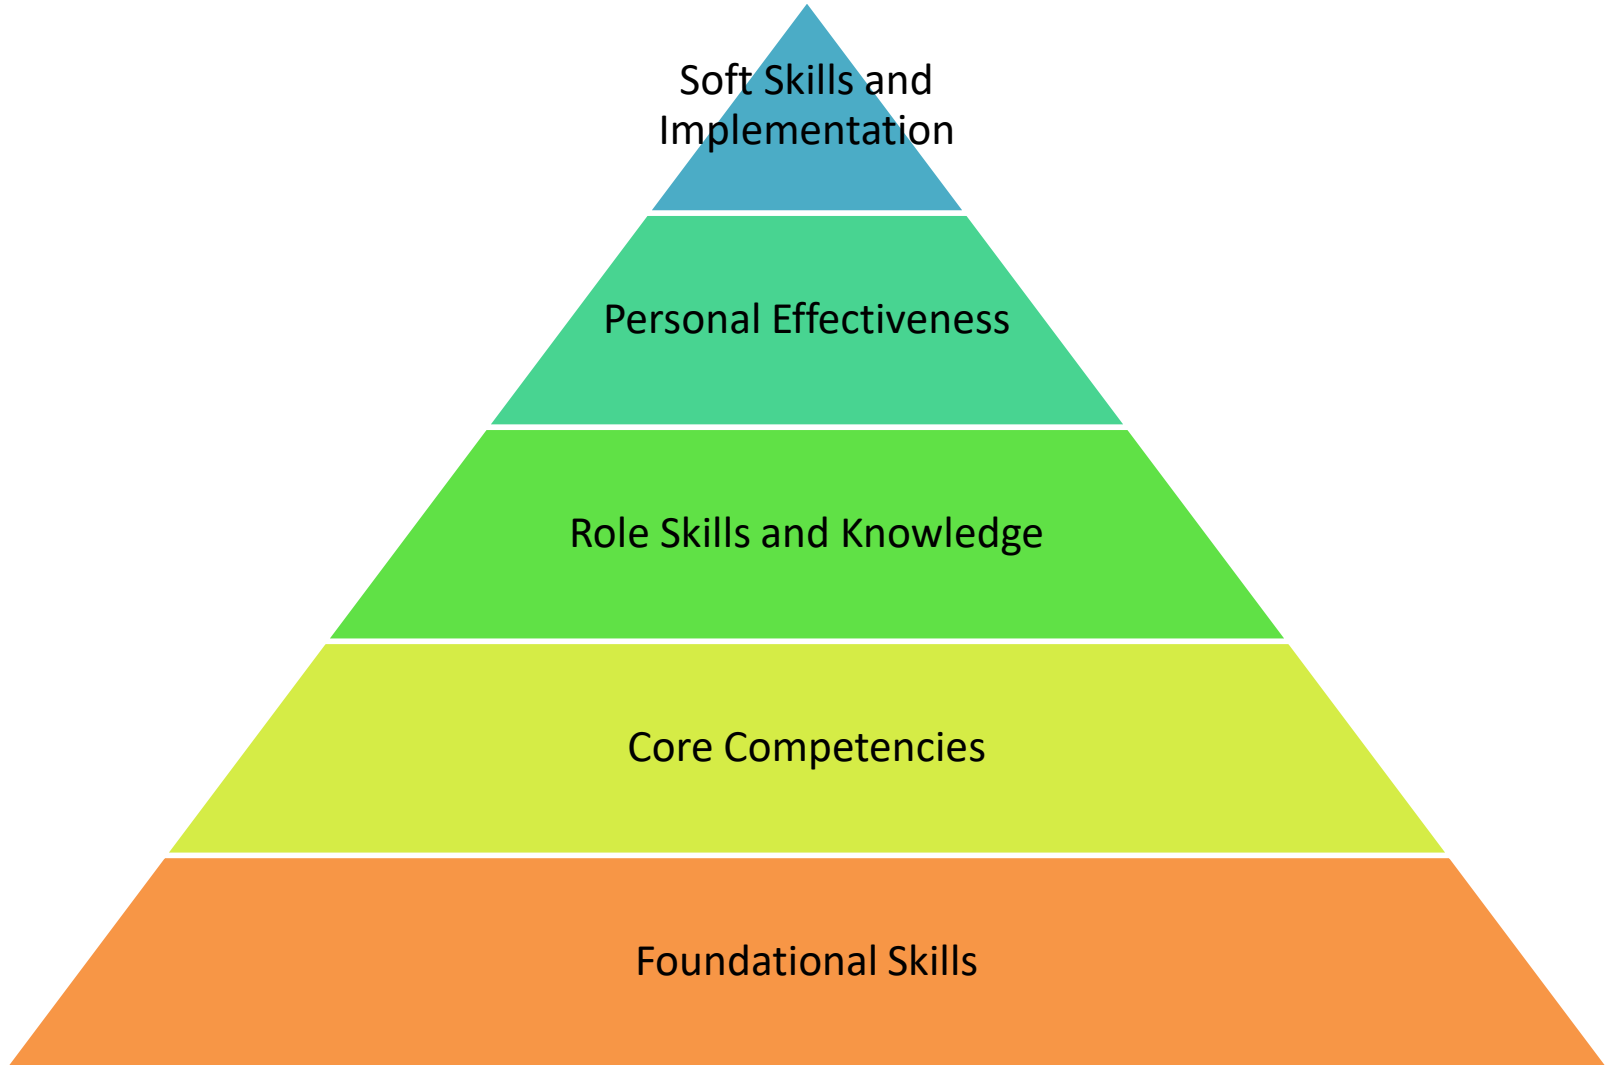 Soft Skills and
Implementation
Personal Effectiveness
Role Skills and Knowledge
Core Competencies
Foundational Skills